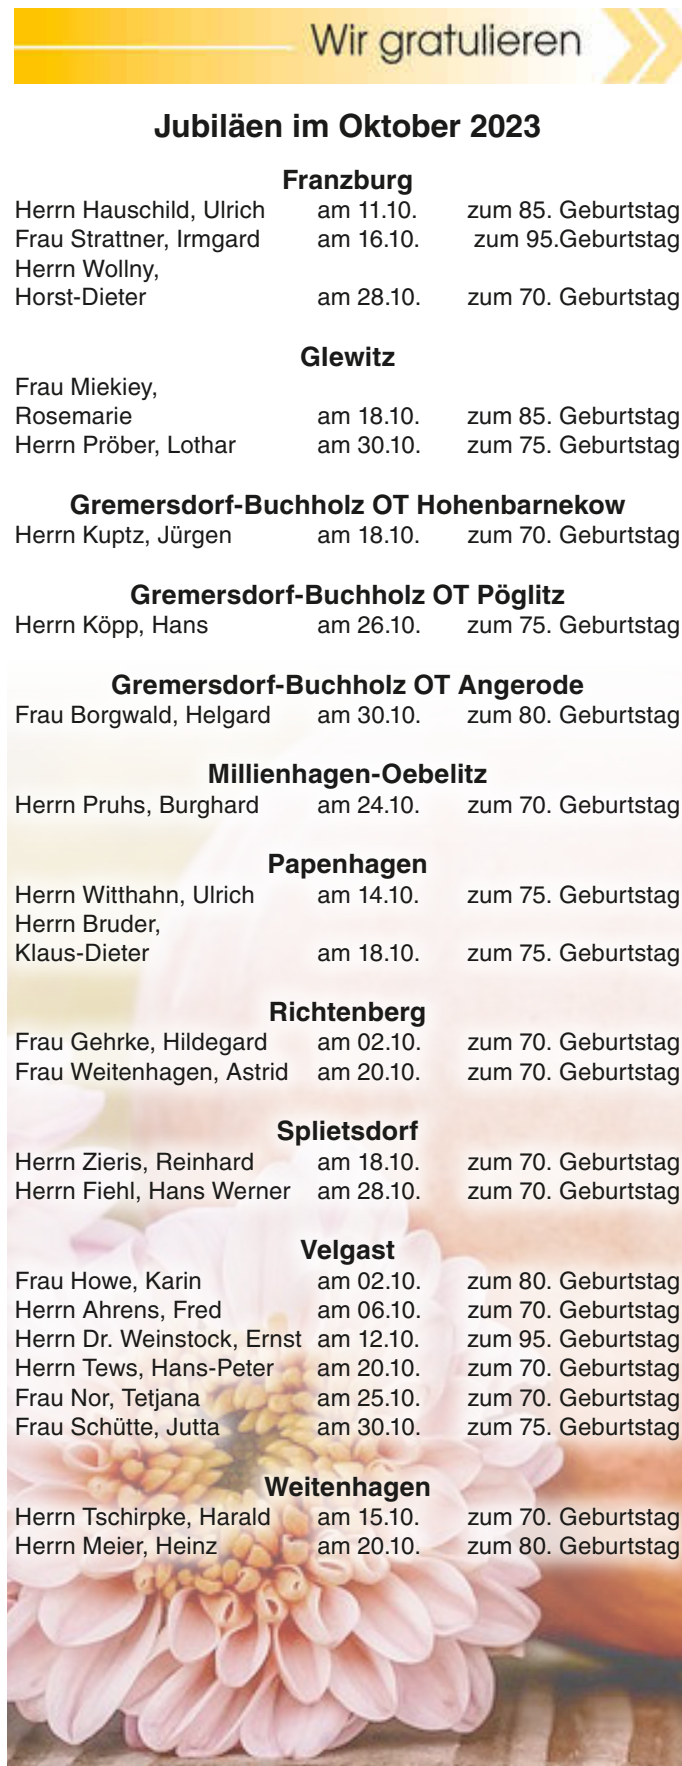 Wir gratulieren
Jubiläen im Oktober 2023
Franzburg
Herrn Hauschild, Ulrich am 11.10. zum 85. Geburtstag
Frau Strattner, Irmgard am 16.10. zum 95.Geburtstag
Herrn Wollny,
Horst-Dieter am 28.10. zum 70. Geburtstag
Glewitz
Frau Miekiey,
Rosemarie am 18.10. zum 85. Geburtstag
Herrn Pröber, Lothar am 30.10. zum 75. Geburtstag
Gremersdorf-Buchholz OT Hohenbarnekow
Herrn Kuptz, Jürgen am 18.10. zum 70. Geburtstag
Gremersdorf-Buchholz OT Pöglitz
Herrn Köpp, Hans am 26.10. zum 75. Geburtstag
Gremersdorf-Buchholz OT Angerode
Frau Borgwald, Helgard am 30.10. zum 80. Geburtstag
Millienhagen-Oebelitz
Herrn Pruhs, Burghard am 24.10. zum 70. Geburtstag
Papenhagen
Herrn Witthahn, Ulrich am 14.10. zum 75. Geburtstag
Herrn Bruder,
Klaus-Dieter am 18.10. zum 75. Geburtstag
Richtenberg
Frau Gehrke, Hildegard am 02.10. zum 70. Geburtstag
Frau Weitenhagen, Astrid am 20.10. zum 70. Geburtstag
Splietsdorf
Herrn Zieris, Reinhard am 18.10. zum 70. Geburtstag
Herrn Fiehl, Hans Werner am 28.10. zum 70. Geburtstag
Velgast
Frau Howe, Karin am 02.10. zum 80. Geburtstag
Herrn Ahrens, Fred am 06.10. zum 70. Geburtstag
Herrn Dr. Weinstock, Ernst am 12.10. zum 95. Geburtstag
Herrn Tews, Hans-Peter am 20.10. zum 70. Geburtstag
Frau Nor, Tetjana am 25.10. zum 70. Geburtstag
Frau Schütte, Jutta am 30.10. zum 75. Geburtstag
Weitenhagen
Herrn Tschirpke, Harald am 15.10. zum 70. Geburtstag
Herrn Meier, Heinz am 20.10. zum 80. Geburtstag